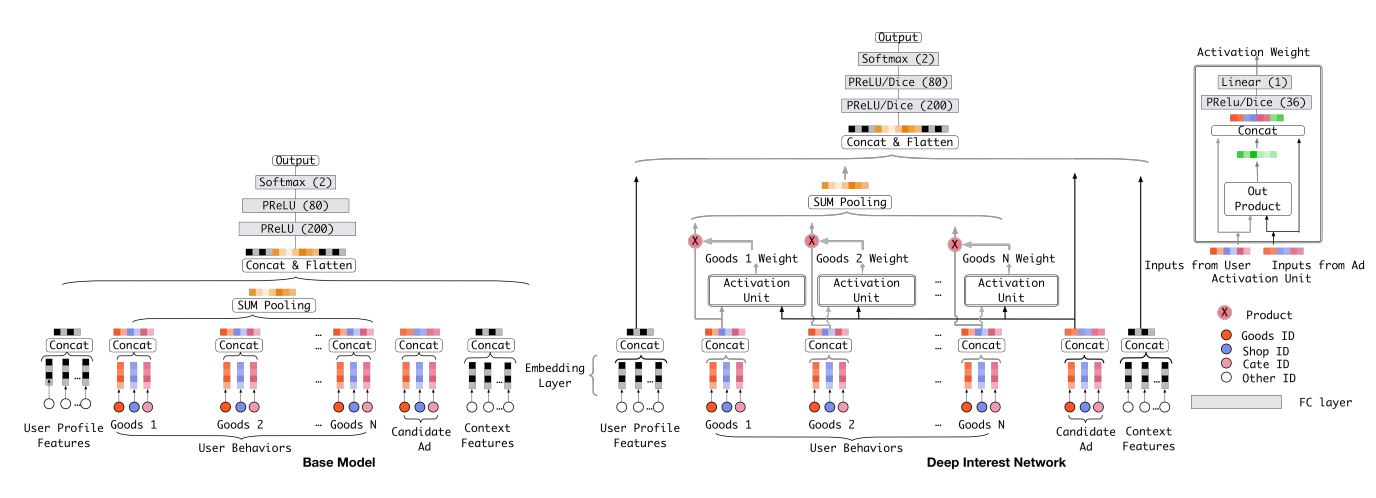 Output
Softmax (2)
PReLU (80)
PReLU (200)
Concat & Flatten
SUM Pooling
Concat
Concat
Concat
...
...
Concat
Concat
Concat
...
...
...
...
...
User Profile
Features
Goods 1
Goods 2
... Goods N
Candidate
Ad
Context
Features
User Behaviors
Base Model
Output
Softmax (2)
PReLU/Dice (80)
PReLU/Dice (200)
Concat & Flatten
SUM Pooling
X
X
X
Goods 1 Weight
Goods 2 Weight
Goods N Weight
Activation
Unit
Activation
Unit
...
...
Activation
Unit
Concat
Concat
Concat
...
...
Concat
Concat
Concat
Embedding
Layer
...
...
...
...
...
User Profile
Features
Goods 1
Goods 2
...
Goods N
Candidate
Ad
Context
Features
User Behaviors
Deep Interest Network
Activation Weight
Linear (1)
PRelu/Dice (36)
Concat
Out
Product
Inputs from User
Inputs from Ad
Activation Unit
X
Product
Goods ID
Shop ID
Cate ID
Other ID
FC layer